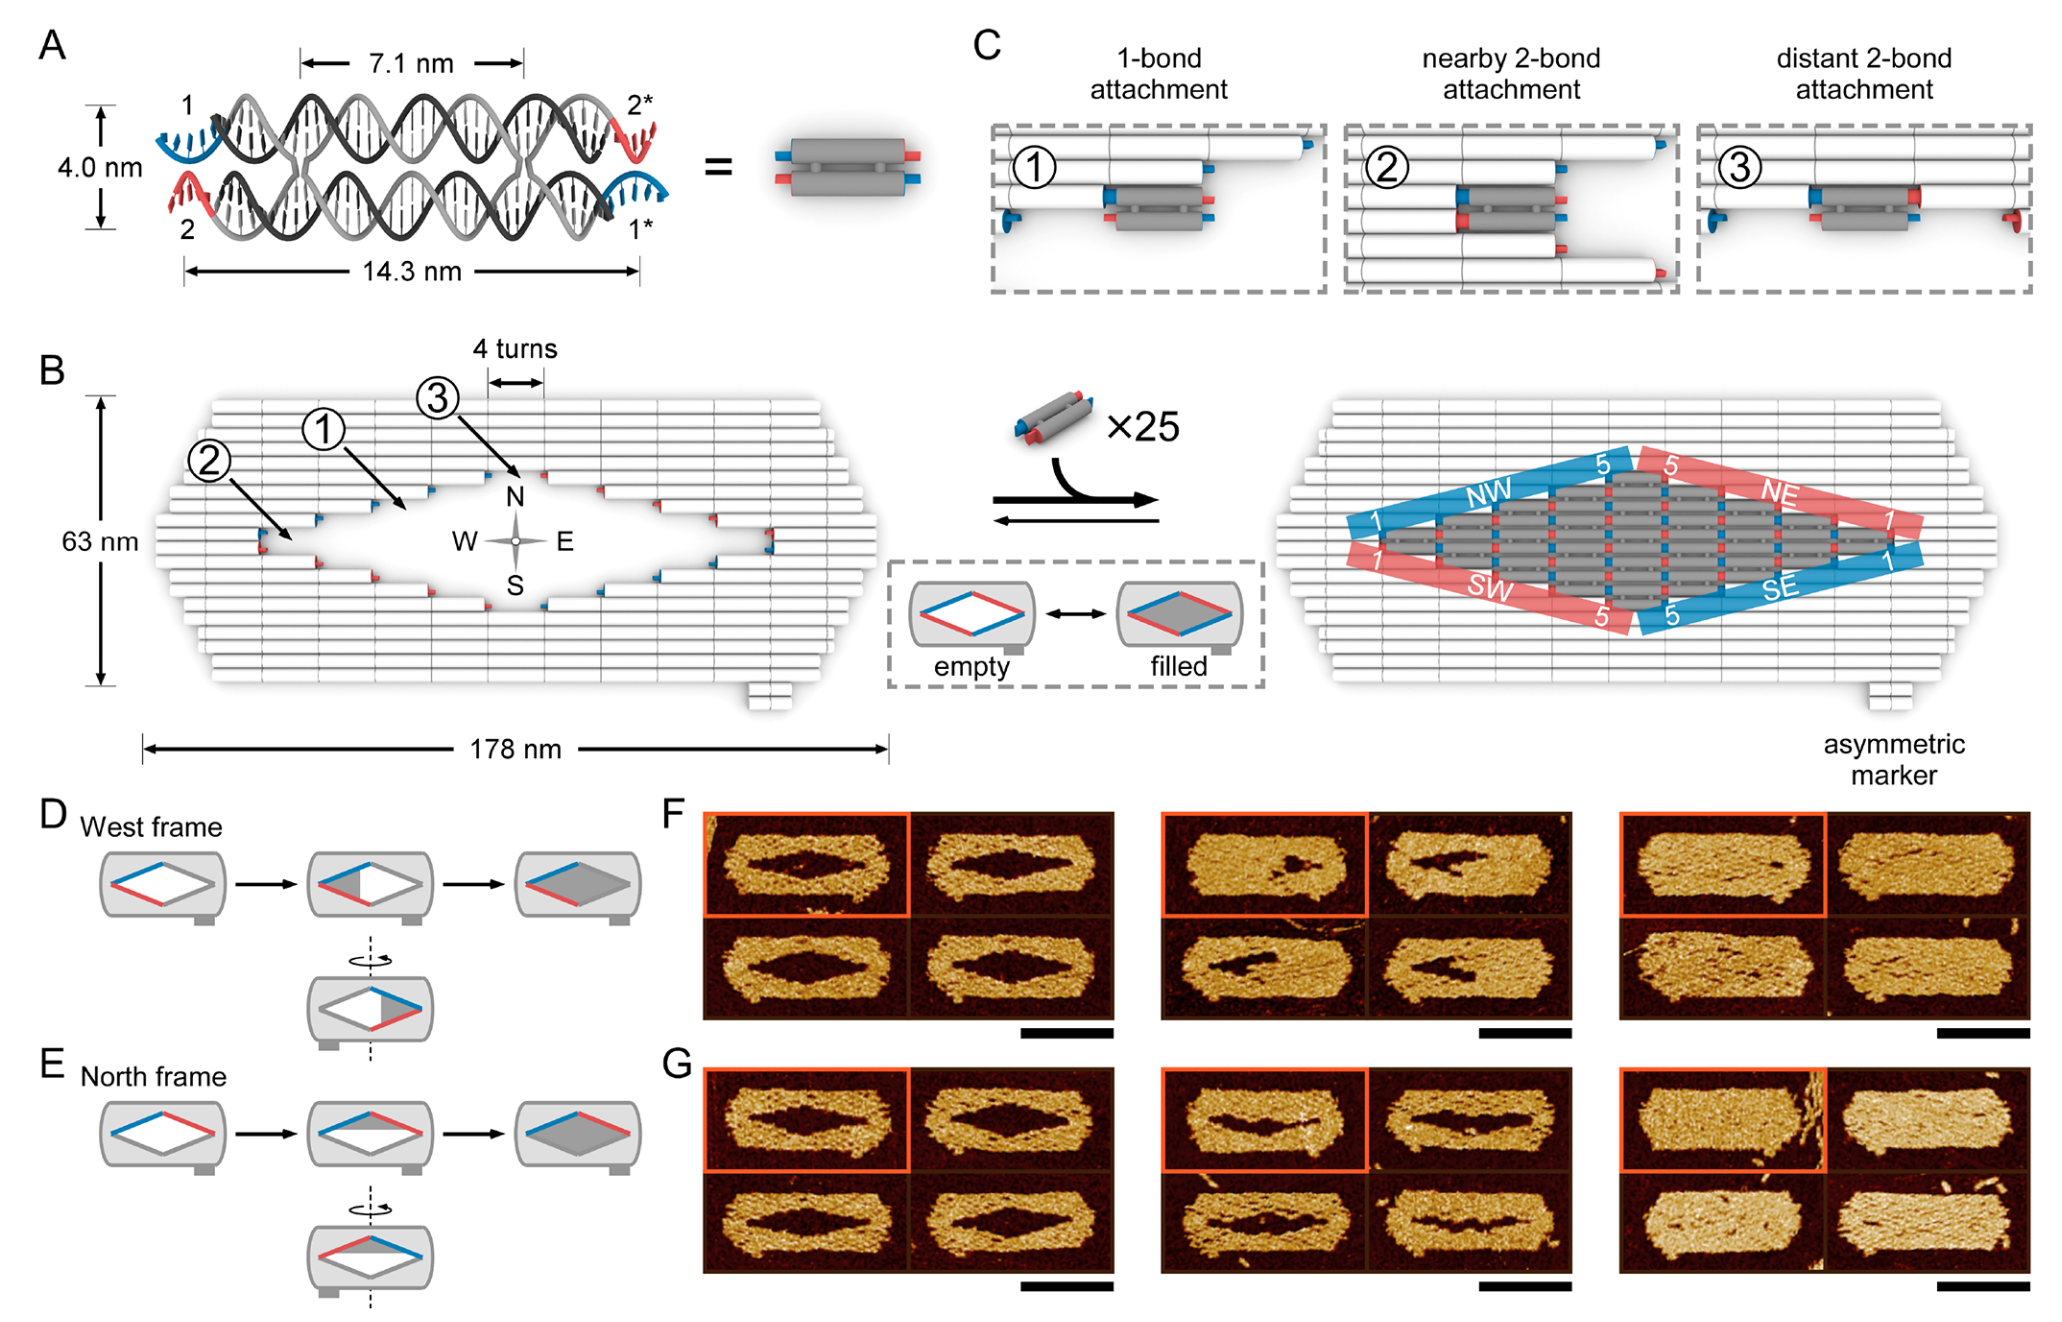 A
7.1 nm
1
2*
4.0 nm
2
1*
14.3 nm
=
C
1-bond
attachment
nearby 2-bond
attachment
distant 2-bond
attachment
1
2
3
B
4 turns
3
1
2
N
W E
S
63 nm
178 nm
×25
empty
filled
NW
5
5
NE
1
1
1
1
SW
5
5
SE
asymmetric
marker
D
West frame
E
North frame
F
G